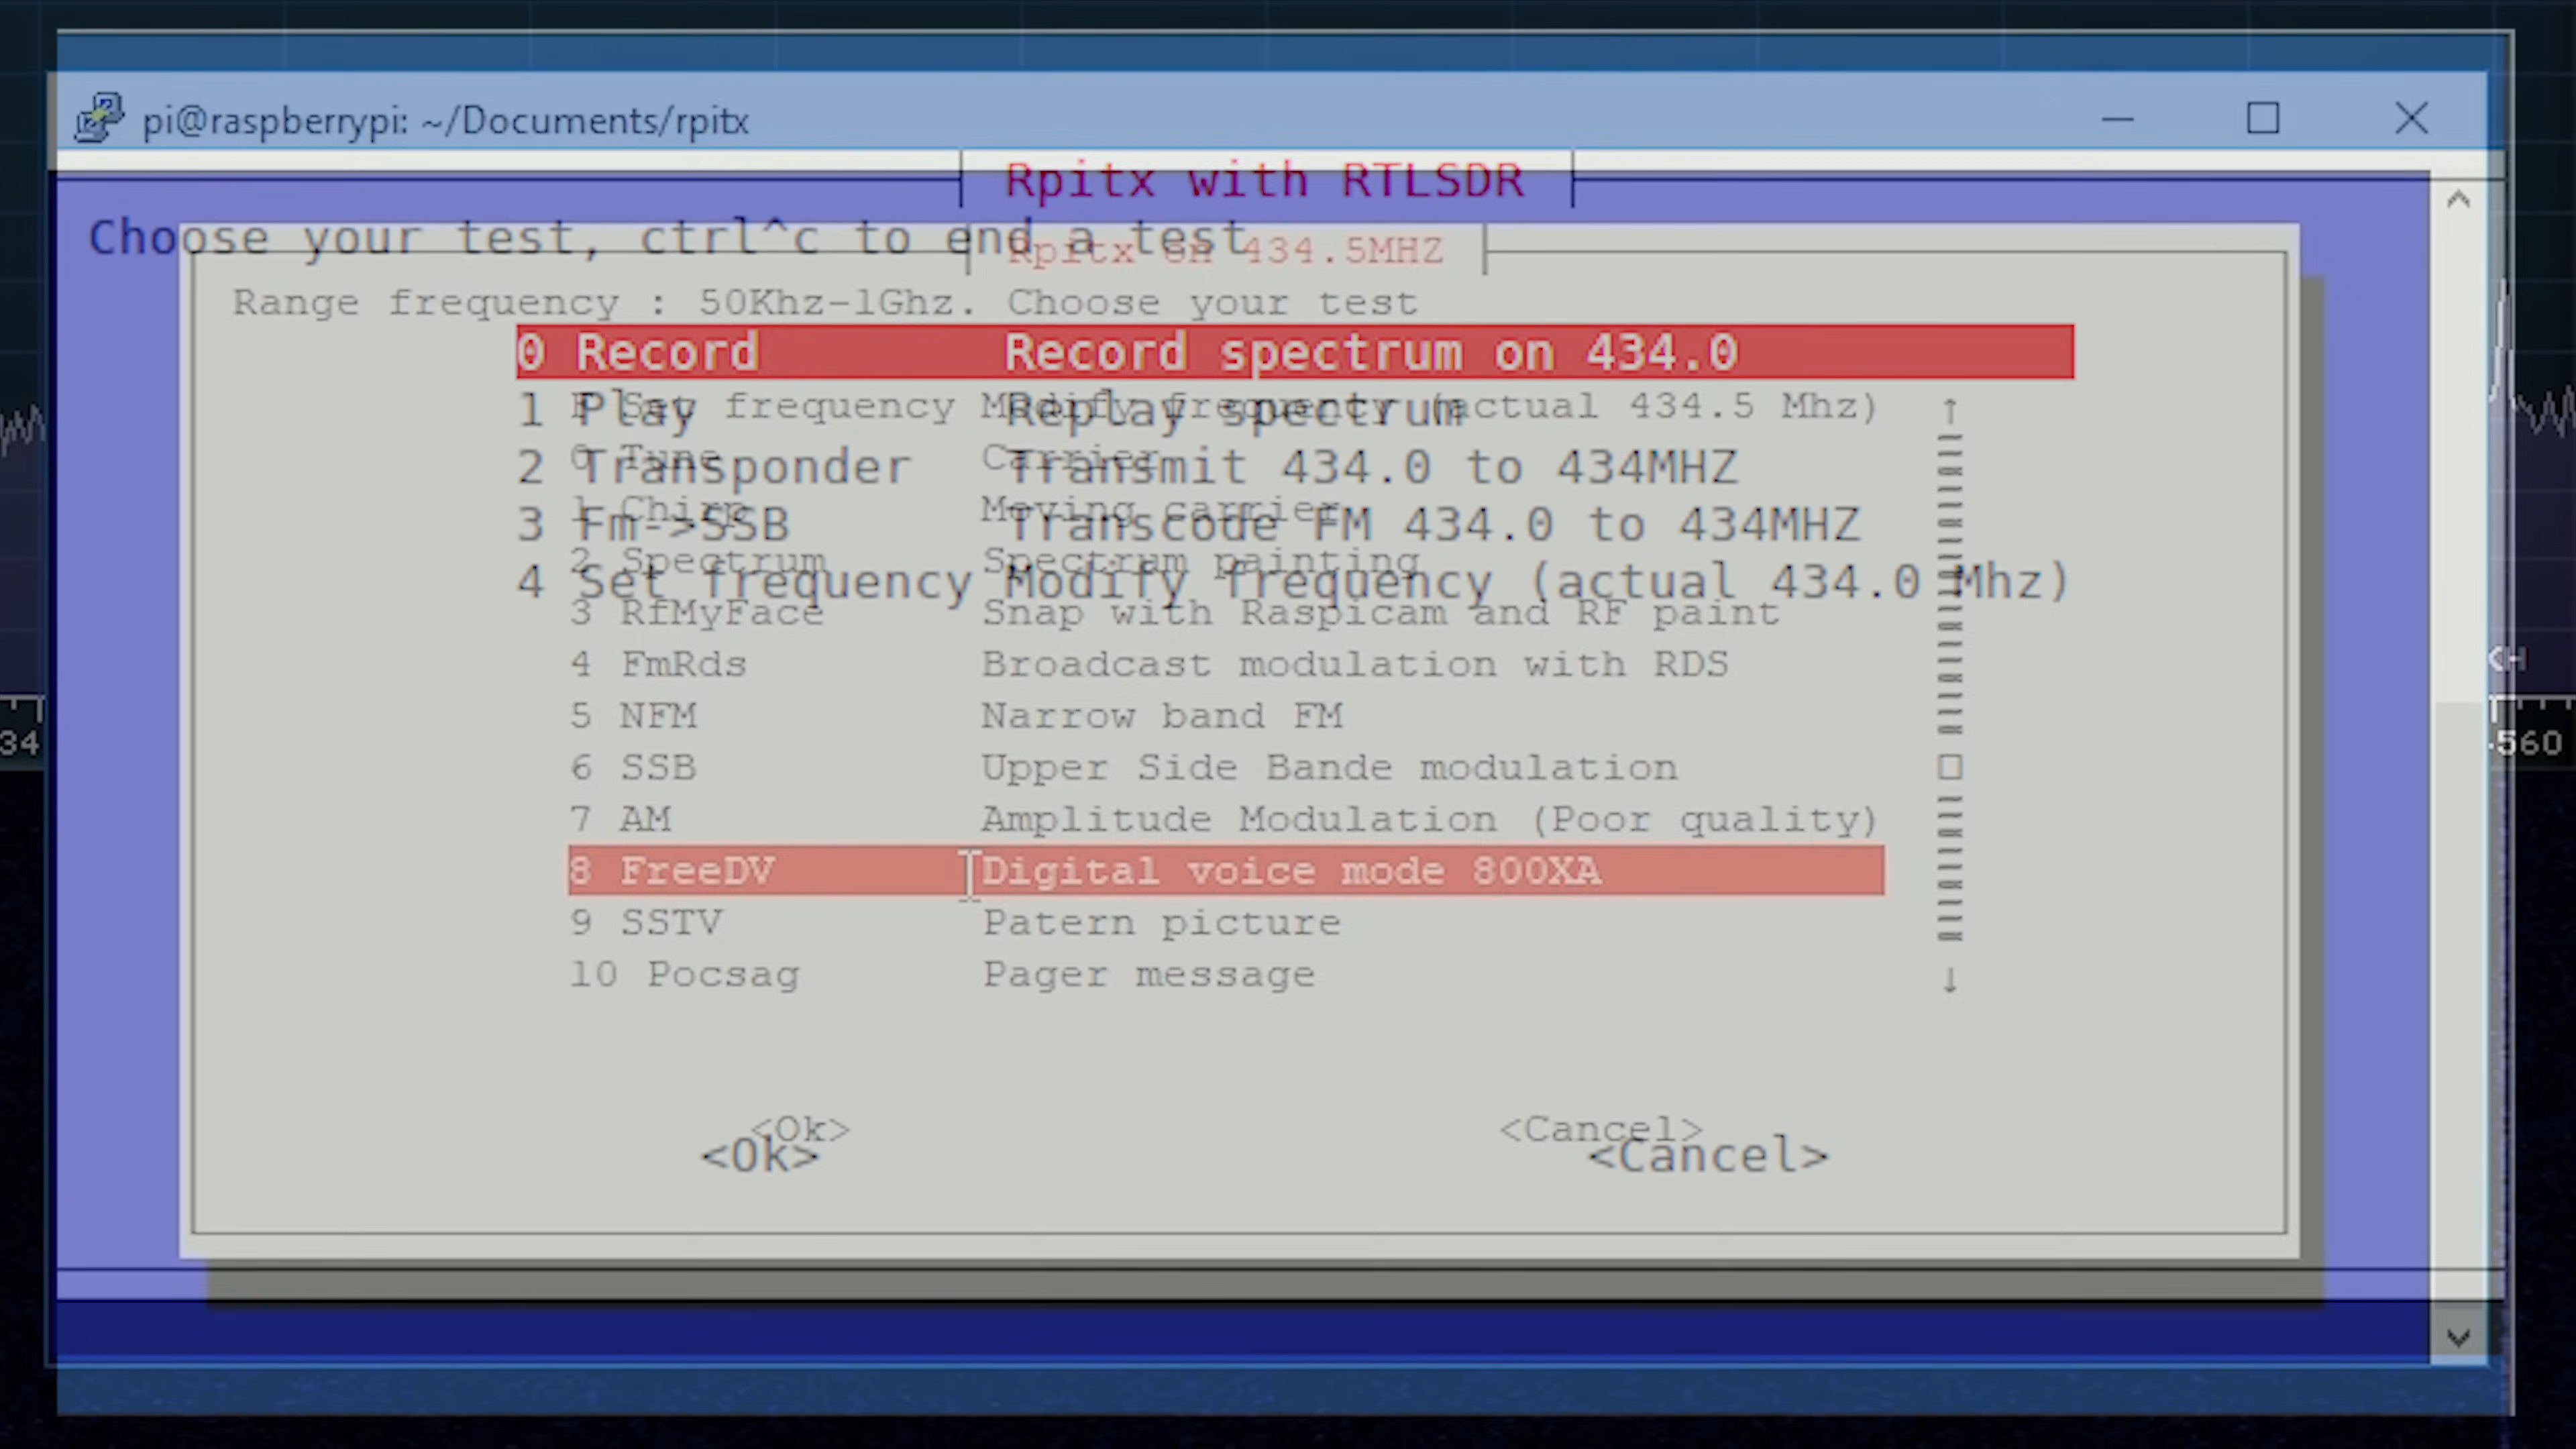 pi@raspberrypi: ~/Documents/rpitx
Rpitx with RTLSDR
Choose your test, ctrl^c to end a test
Rpitx on 434.5MHZ
Range frequency : 50Khz-1Ghz. Choose your test
0 Record Record spectrum on 434.0
F Set frequency Modify frequency (actual 434.5 Mhz)
1 Play Replay spectrum
0 Tune Carrier
2 Transponder Transmit 434.0 to 434MHZ
1 Chirp Moving carrier
3 Fm->SSB Transcode FM 434.0 to 434MHZ
2 Spectrum Spectrum painting
4 Set frequency Modify frequency (actual 434.0 Mhz)
3 RfMyFace Snap with Raspicam and RF paint
4 FmRds Broadcast modulation with RDS
5 NFM Narrow band FM
34
560
6 SSB Upper Side Bande modulation
7 AM Amplitude Modulation (Poor quality)
8 FreeDV Digital voice mode 800XA
9 SSTV Patern picture
10 Pocsag Pager message
<Ok> <Cancel>
<Ok> <Cancel>